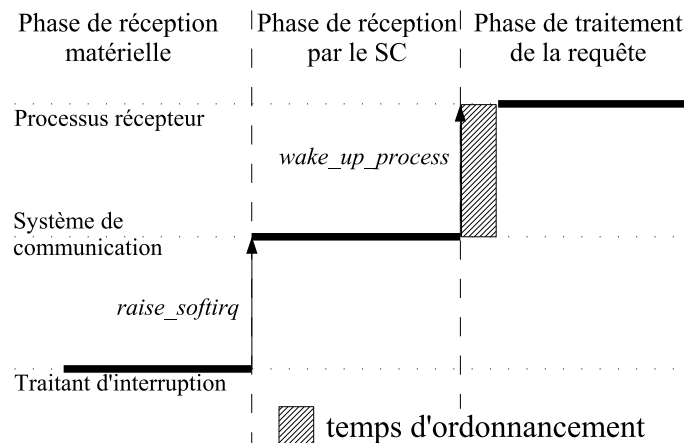 Phase de réception
matérielle
Phase de réception
par le SC
Phase de traitement
de la requête
Processus récepteur
wake_up_process
Système de
communication
raise_softirq
Traitant d'interruption
temps d'ordonnancement